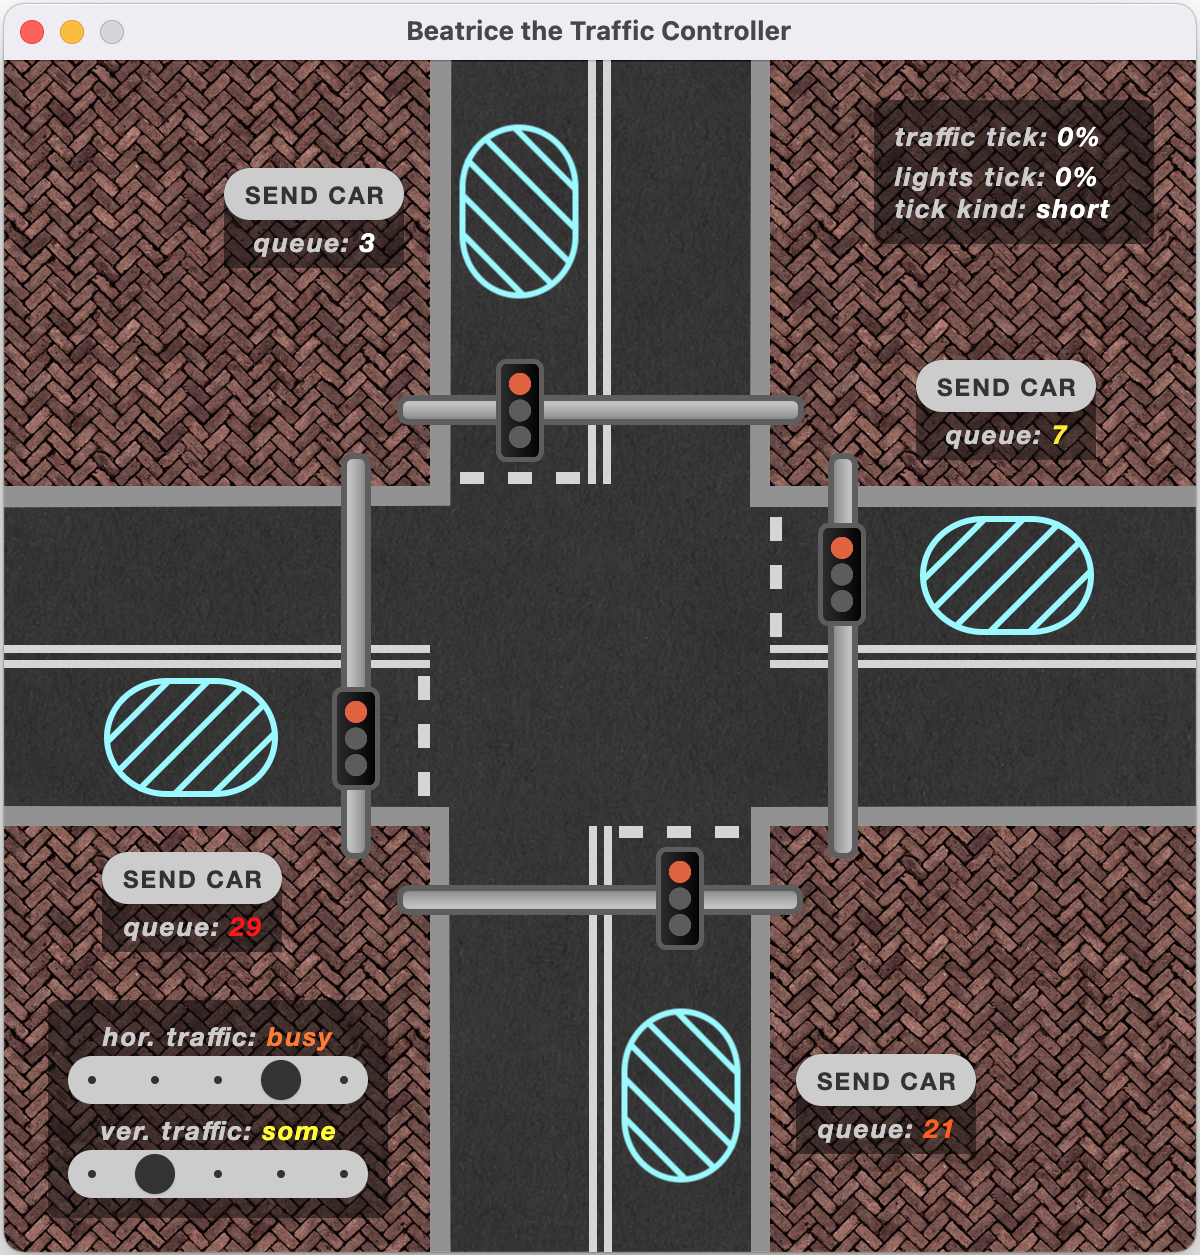 Beatrice the Traffic Controller
traffic tick: 0%
lights tick: 0%
tick kind: short
SEND CAR
queue: 3
SEND CAR
queue: 7
SEND CAR
queue: 29
hor. traffic: busy
ver. traffic: some
SEND CAR
queue: 21